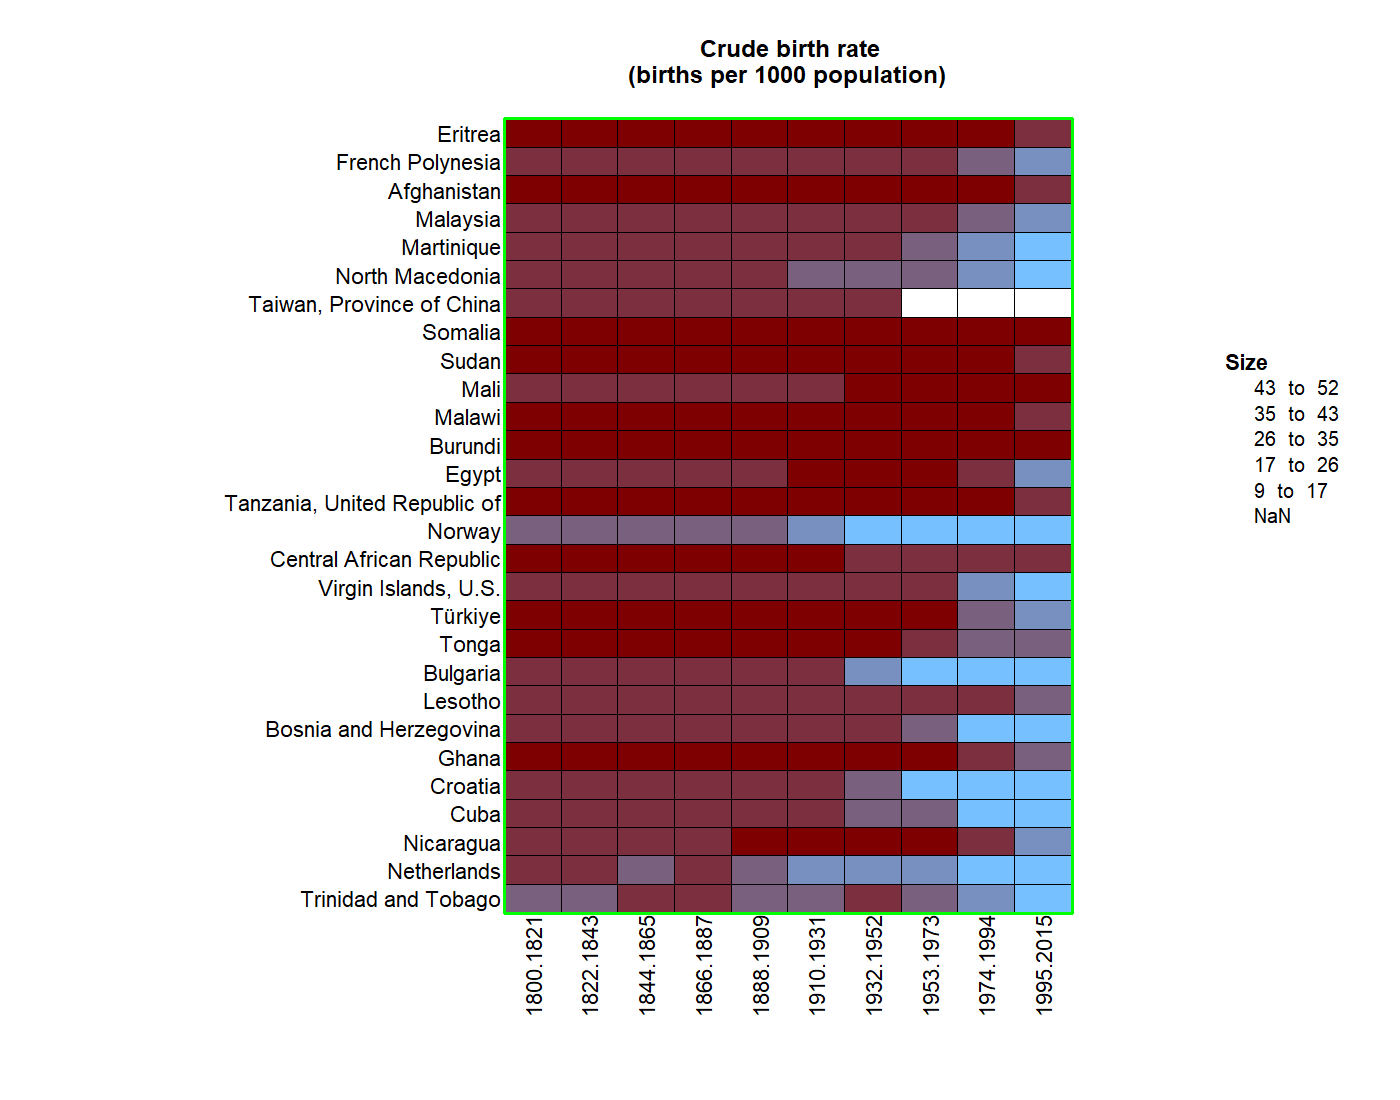 Crude birth rate
(births per 1000 population)
Eritrea
French Polynesia
Afghanistan
Malaysia
Martinique
North Macedonia
Taiwan, Province of China
Somalia
Sudan
Mali
Malawi
Burundi
Egypt
Tanzania, United Republic of
Norway
Central African Republic
Virgin Islands, U.S.
Türkiye
Tonga
Bulgaria
Lesotho
Bosnia and Herzegovina
Ghana
Croatia
Cuba
Nicaragua
Netherlands
Trinidad and Tobago
1800.1821
1822.1843
1844.1865
1866.1887
1888.1909
1910.1931
1932.1952
1953.1973
1974.1994
1995.2015
Size
43 to 52
35 to 43
26 to 35
17 to 26
9 to 17
NaN